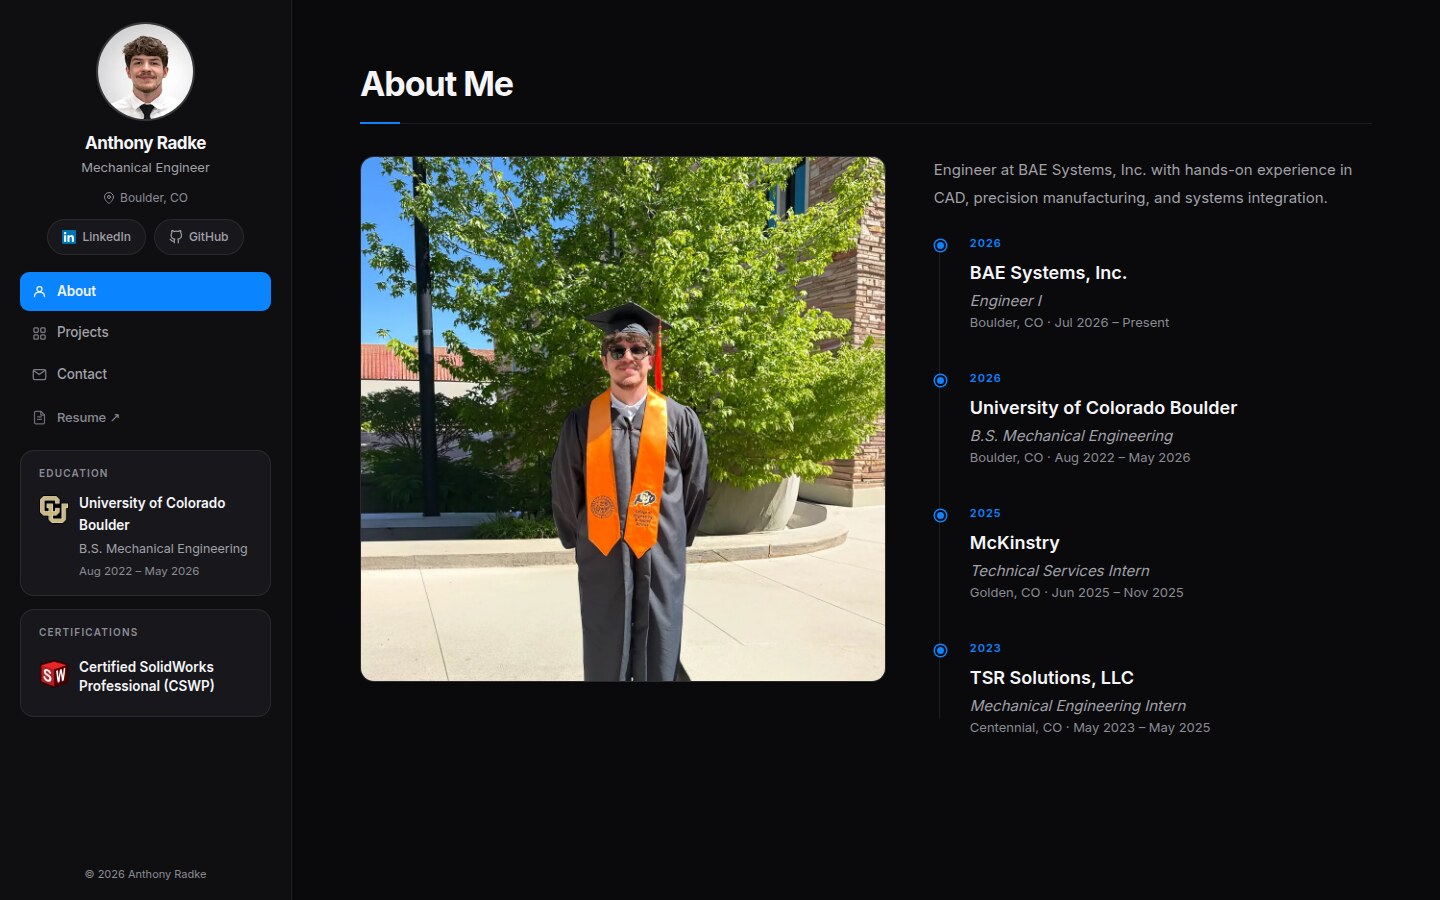 Anthony Radke
Mechanical Engineer
Boulder, CO
in LinkedIn
GitHub
About
Projects
Contact
Resume ↗
EDUCATION
CU
University of Colorado
Boulder
B.S. Mechanical Engineering
Aug 2022 – May 2026
CERTIFICATIONS
SW
Certified SolidWorks
Professional (CSWP)
© 2026 Anthony Radke
About Me
Engineer at BAE Systems, Inc. with hands-on experience in
CAD, precision manufacturing, and systems integration.
2026
BAE Systems, Inc.
Engineer I
Boulder, CO · Jul 2026 – Present
2026
University of Colorado Boulder
B.S. Mechanical Engineering
Boulder, CO · Aug 2022 – May 2026
2025
McKinstry
Technical Services Intern
Golden, CO · Jun 2025 – Nov 2025
2023
TSR Solutions, LLC
Mechanical Engineering Intern
Centennial, CO · May 2023 – May 2025